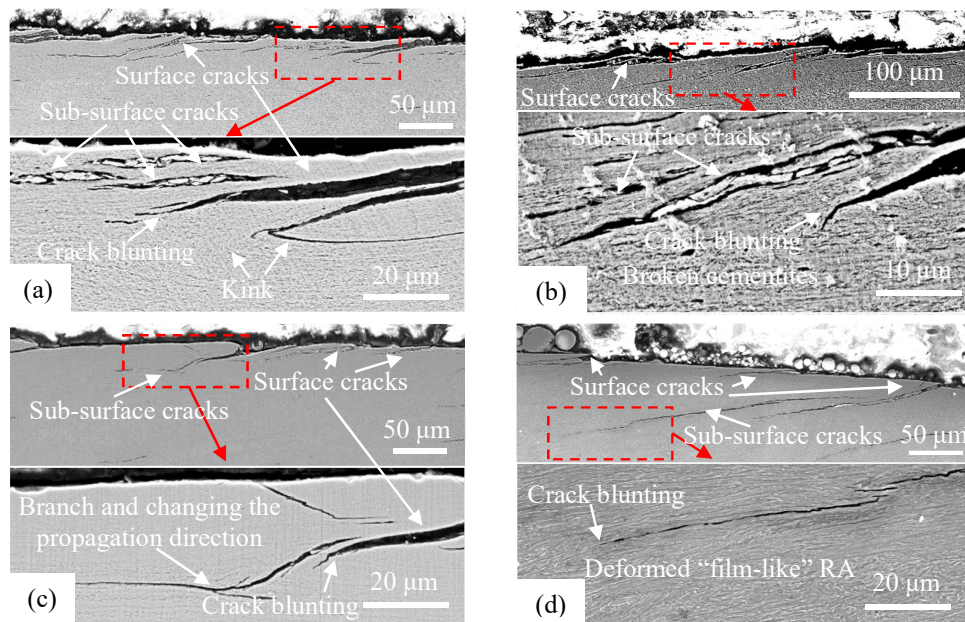 Surface cracks
Sub-surface cracks
50 μm
Crack blunting
Kink
20 μm
(a)
100 μm
Surface cracks
Sub-surface cracks
Crack blunting
Broken cementites
10 μm
(b)
Surface cracks
Sub-surface cracks
50 μm
Branch and changing the
propagation direction
Crack blunting
20 μm
(c)
Surface cracks
Sub-surface cracks
50 μm
Crack blunting
Deformed “film-like” RA
20 μm
(d)